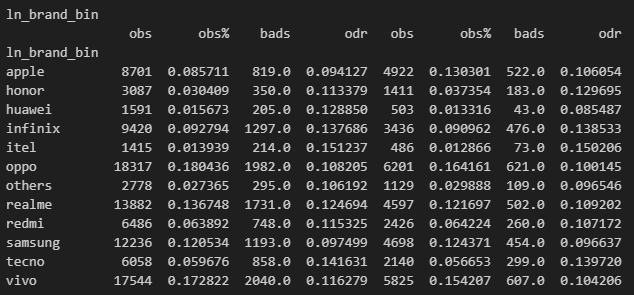 ln_brand_bin
obs obs% bads odr obs obs% bads odr
ln_brand_bin
apple 8701 0.085711 819.0 0.094127 4922 0.130301 522.0 0.106054
honor 3087 0.030409 350.0 0.113379 1411 0.037354 183.0 0.129695
huawei 1591 0.015673 205.0 0.128850 503 0.013316 43.0 0.085487
infinix 9420 0.092794 1297.0 0.137686 3436 0.090962 476.0 0.138533
itel 1415 0.013939 214.0 0.151237 486 0.012866 73.0 0.150206
oppo 18317 0.180436 1982.0 0.108205 6201 0.164161 621.0 0.100145
others 2778 0.027365 295.0 0.106192 1129 0.029888 109.0 0.096546
realme 13882 0.136748 1731.0 0.124694 4597 0.121697 502.0 0.109202
redmi 6486 0.063892 748.0 0.115325 2426 0.064224 260.0 0.107172
samsung 12236 0.120534 1193.0 0.097499 4698 0.124371 454.0 0.096637
tecno 6058 0.059676 858.0 0.141631 2140 0.056653 299.0 0.139720
vivo 17544 0.172822 2040.0 0.116279 5825 0.154207 607.0 0.104206